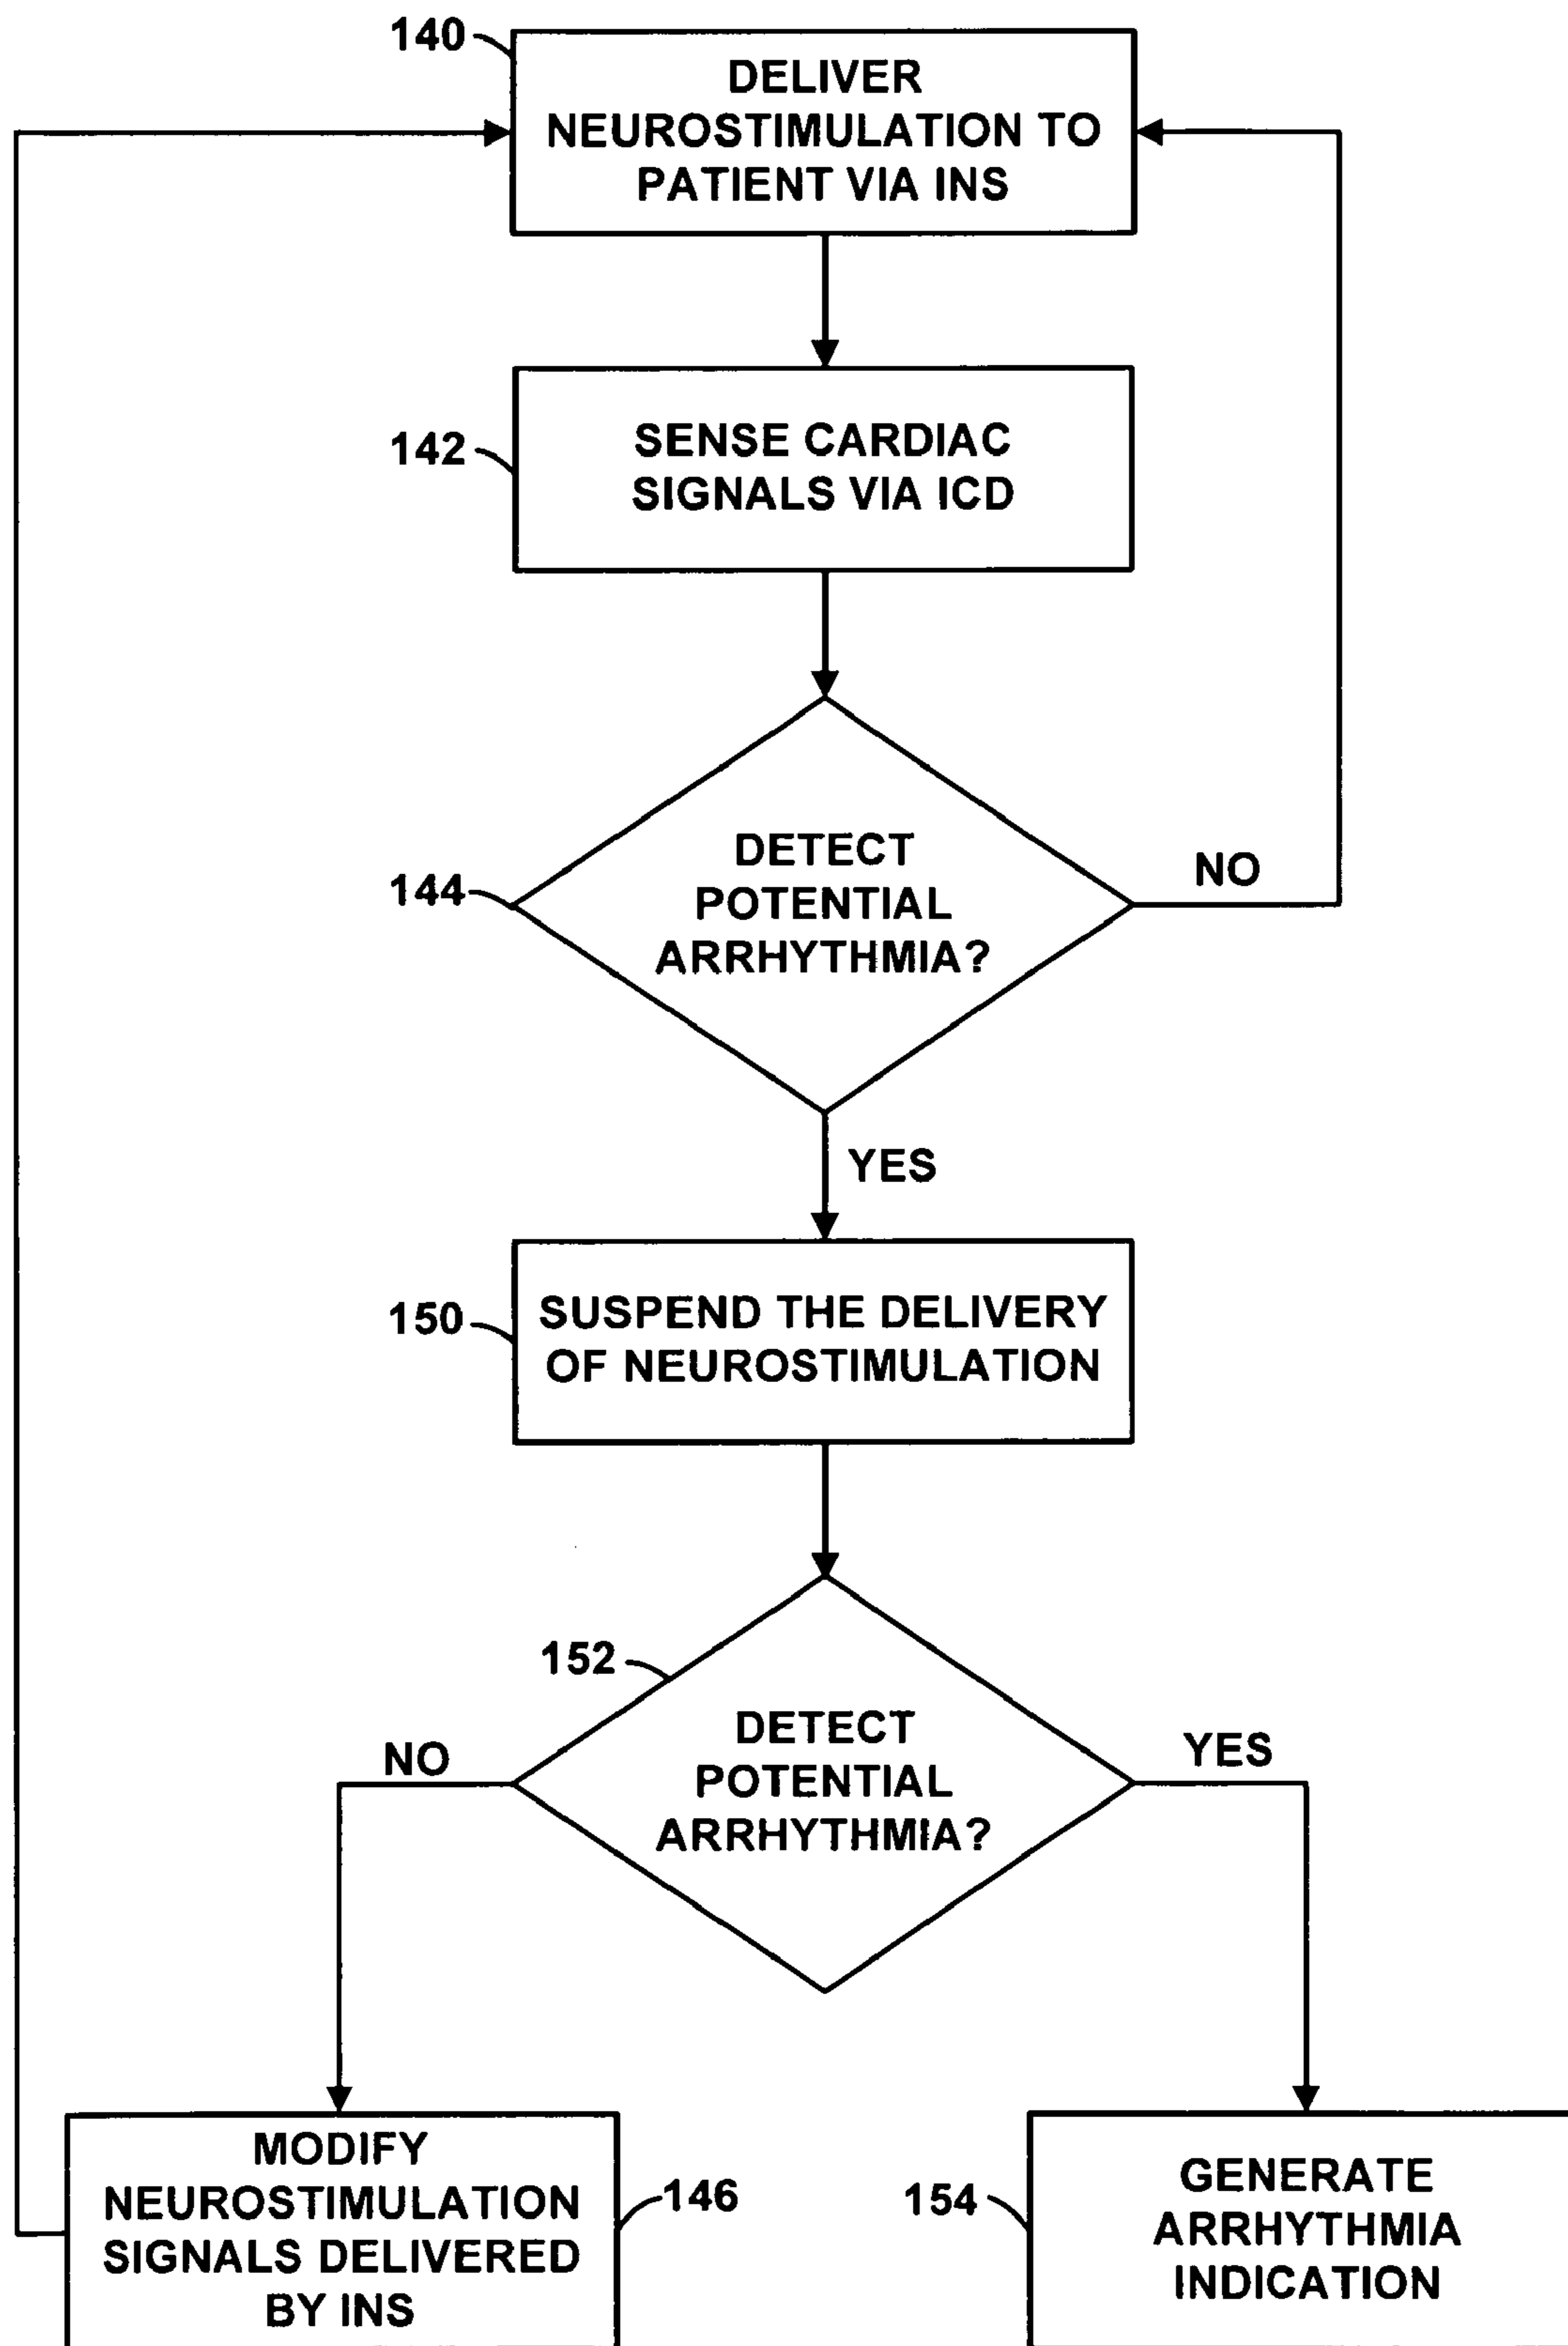 140
DELIVER
NEUROSTIMULATION TO
PATIENT VIA INS
142
SENSE CARDIAC
SIGNALS VIA ICD
144
DETECT
POTENTIAL
ARRHYTHMIA?
NO
YES
150
SUSPEND THE DELIVERY
OF NEUROSTIMULATION
152
DETECT
POTENTIAL
ARRHYTHMIA?
NO
YES
MODIFY
NEUROSTIMULATION
SIGNALS DELIVERED
BY INS
146
154
GENERATE
ARRHYTHMIA
INDICATION